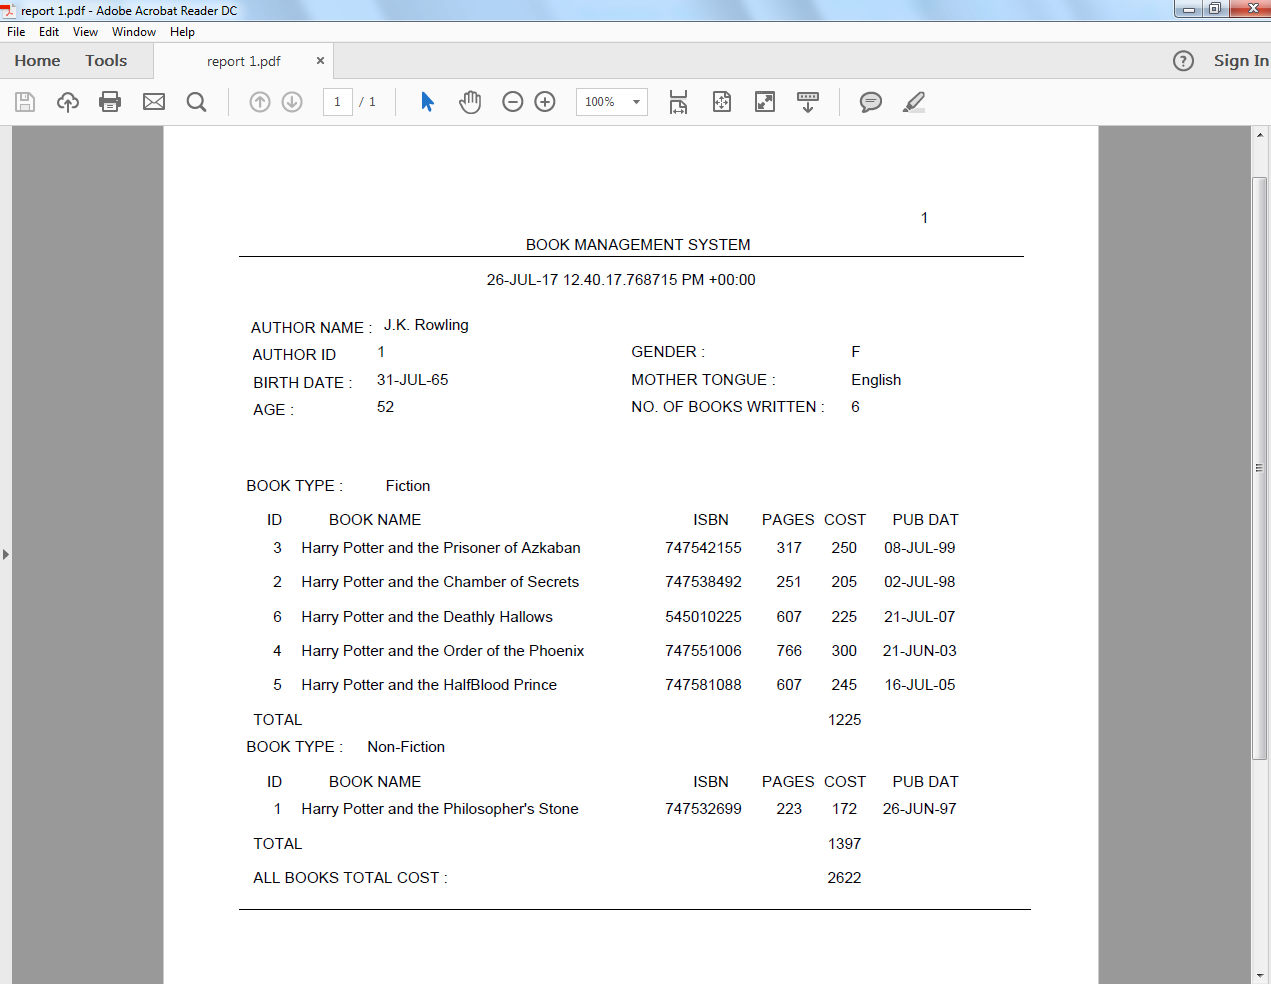 report 1.pdf - Adobe Acrobat Reader DC
File Edit View Window Help
Home Tools report 1.pdf × ? Sign In
1 / 1 100%
1
BOOK MANAGEMENT SYSTEM
26-JUL-17 12.40.17.768715 PM +00:00
AUTHOR NAME : J.K. Rowling
AUTHOR ID 1 GENDER : F
BIRTH DATE : 31-JUL-65 MOTHER TONGUE : English
AGE : 52 NO. OF BOOKS WRITTEN : 6
BOOK TYPE : Fiction
ID BOOK NAME ISBN PAGES COST PUB DAT
3 Harry Potter and the Prisoner of Azkaban 747542155 317 250 08-JUL-99
2 Harry Potter and the Chamber of Secrets 747538492 251 205 02-JUL-98
6 Harry Potter and the Deathly Hallows 545010225 607 225 21-JUL-07
4 Harry Potter and the Order of the Phoenix 747551006 766 300 21-JUN-03
5 Harry Potter and the HalfBlood Prince 747581088 607 245 16-JUL-05
TOTAL 1225
BOOK TYPE : Non-Fiction
ID BOOK NAME ISBN PAGES COST PUB DAT
1 Harry Potter and the Philosopher's Stone 747532699 223 172 26-JUN-97
TOTAL 1397
ALL BOOKS TOTAL COST : 2622